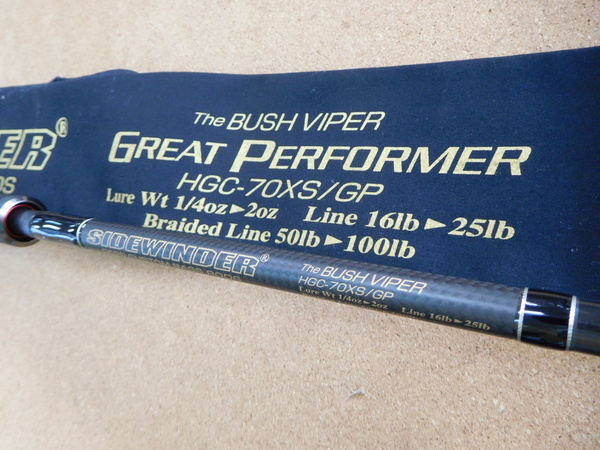 The BUSH VIPER
GREAT PERFORMER
HGC-70XS/GP
Lure Wt 1/4oz►2oz Line 16lb►25lb
Braided Line 50lb►100lb
SIDEWINDER®
The BUSH VIPER
HGC-70XS/GP
Lure Wt 1/4oz►2oz Line 16lb►25lb